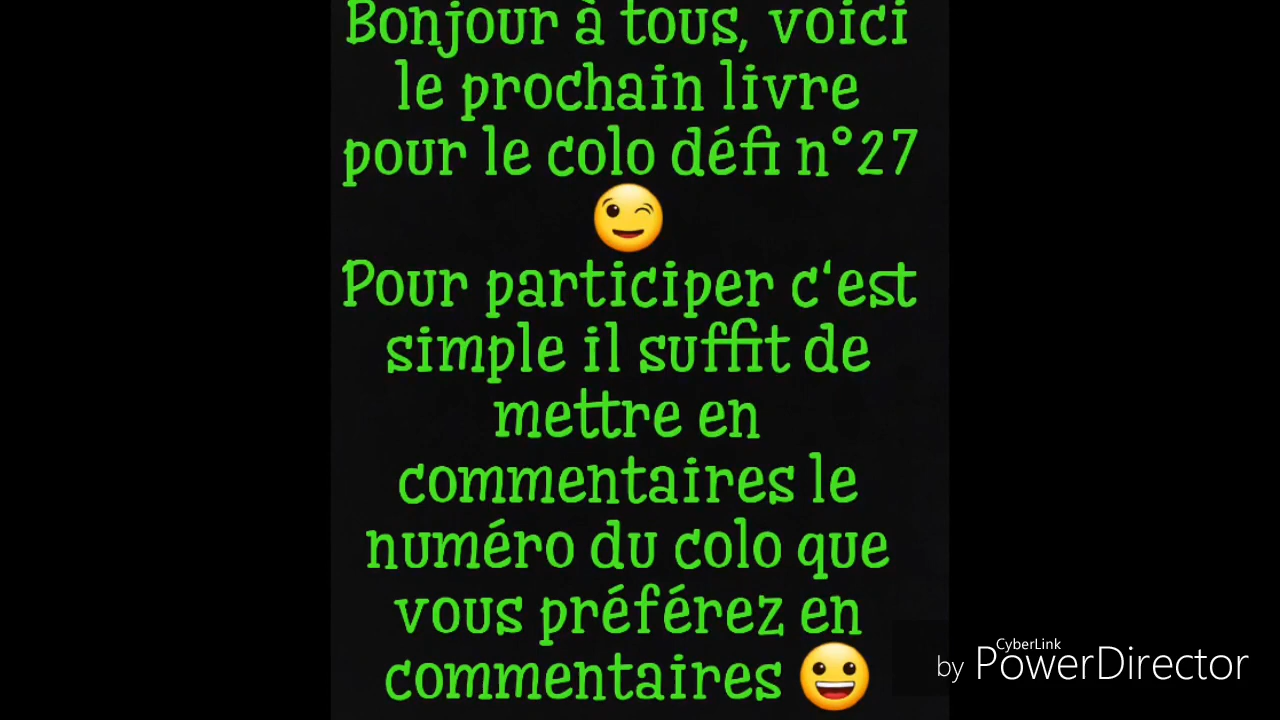 Bonjour à tous, voici
le prochain livre
pour le colo défi n°27
😉
Pour participer c'est
simple il suffit de
mettre en
commentaires le
numéro du colo que
vous préférez en
commentaires 😀
CyberLink
by PowerDirector